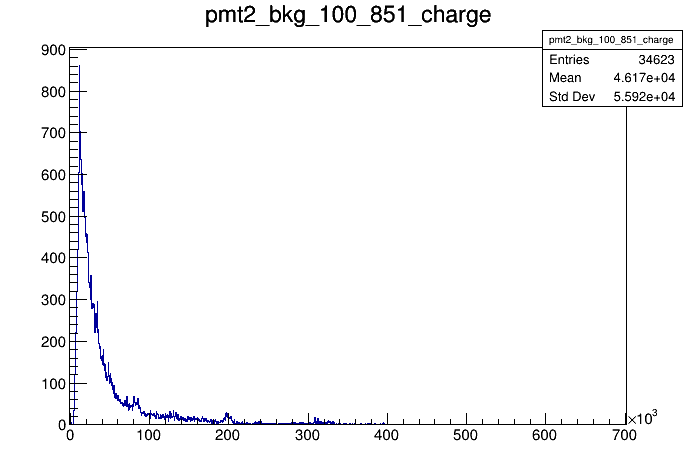 pmt2_bkg_100_851_charge
pmt2_bkg_100_851_charge
Entries 34623
Mean 4.617e+04
Std Dev 5.592e+04
900
800
700
600
500
400
300
200
100
0
0 100 200 300 400 500 600 700
×10³